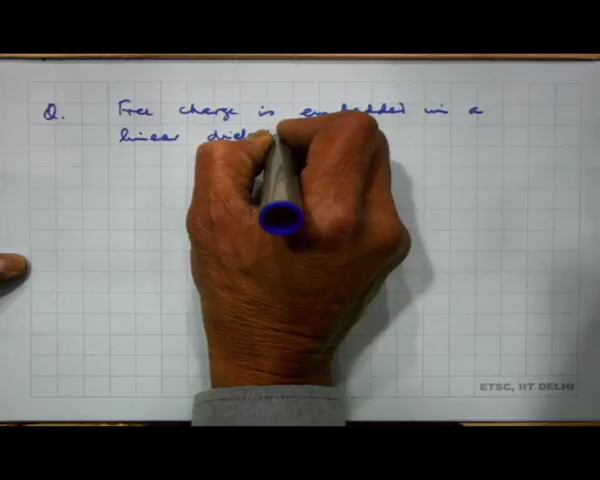 Q. Free charge is embedded in a
linear
ETSC, IIT DELHI